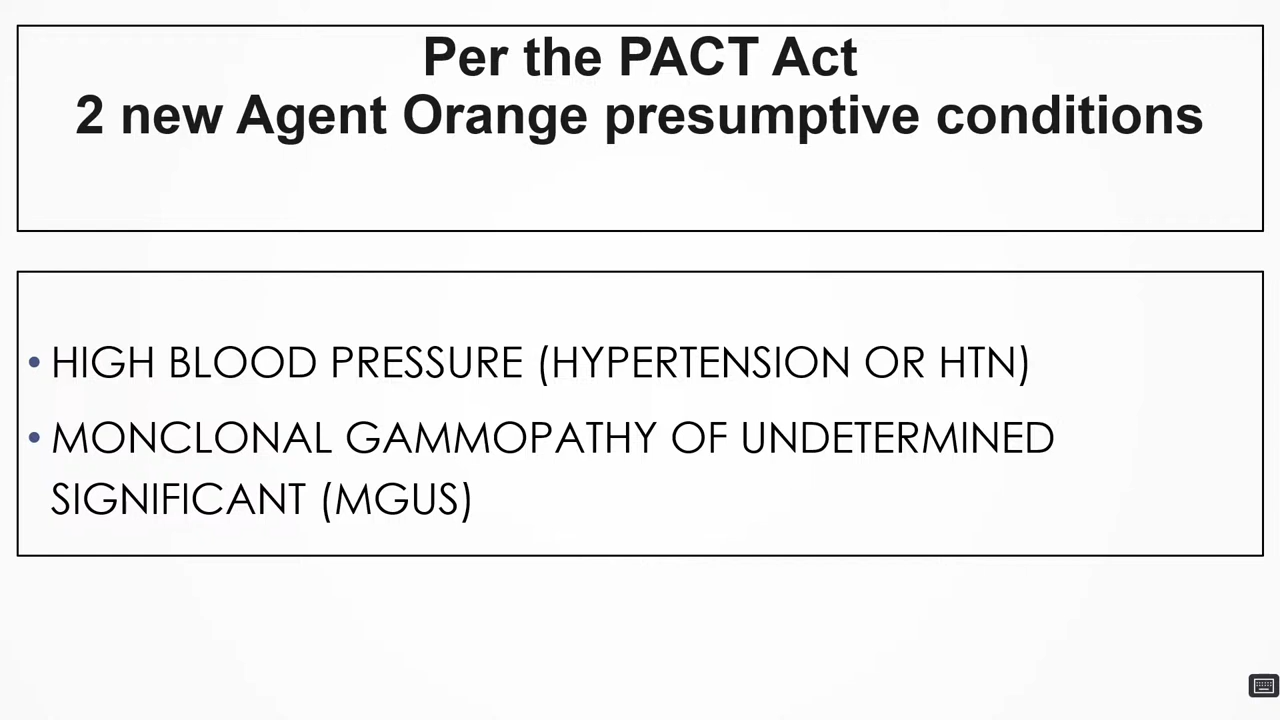 Per the PACT Act
2 new Agent Orange presumptive conditions
• HIGH BLOOD PRESSURE (HYPERTENSION OR HTN)
• MONCLONAL GAMMOPATHY OF UNDETERMINED
SIGNIFICANT (MGUS)